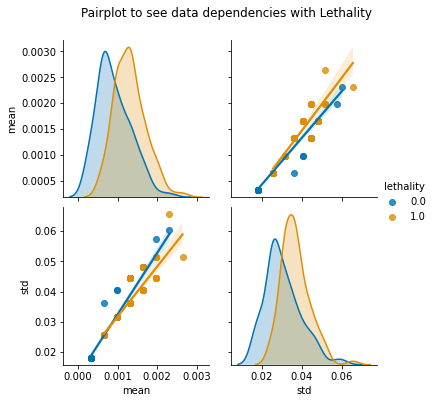 Pairplot to see data dependencies with Lethality
0.0030
0.0025
0.0020
0.0015
0.0010
0.0005
mean
lethality
0.0
1.0
0.06
0.05
0.04
0.03
0.02
std
0.000 0.001 0.002 0.003
mean
0.02 0.04 0.06
std